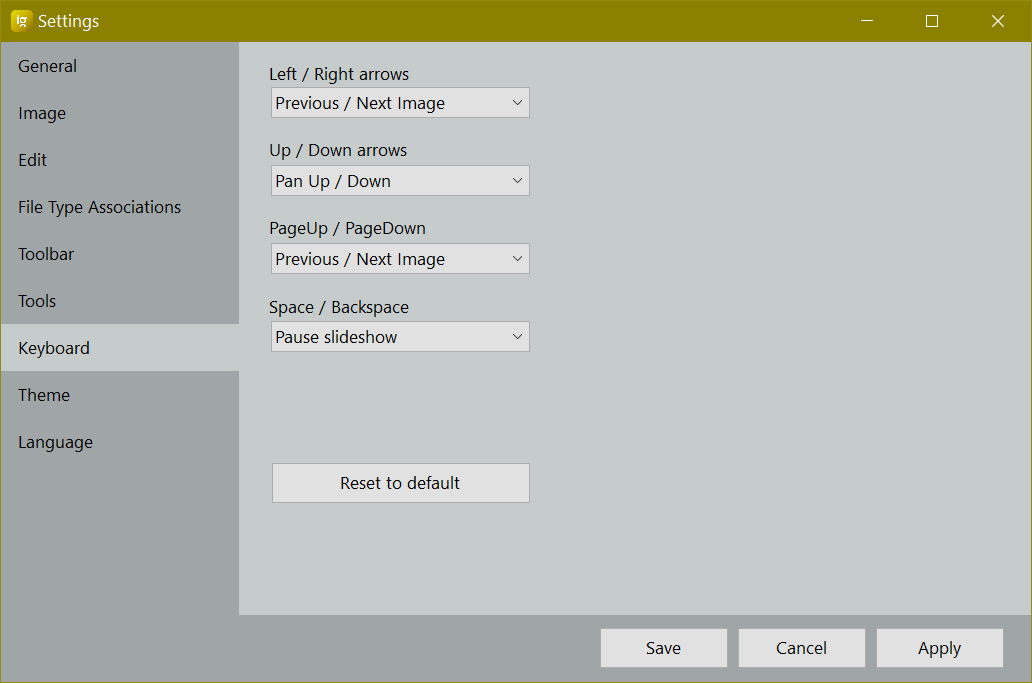 Ig
Settings
General
Image
Edit
File Type Associations
Toolbar
Tools
Keyboard
Theme
Language
Left / Right arrows
Previous / Next Image
Up / Down arrows
Pan Up / Down
PageUp / PageDown
Previous / Next Image
Space / Backspace
Pause slideshow
Reset to default
Save
Cancel
Apply